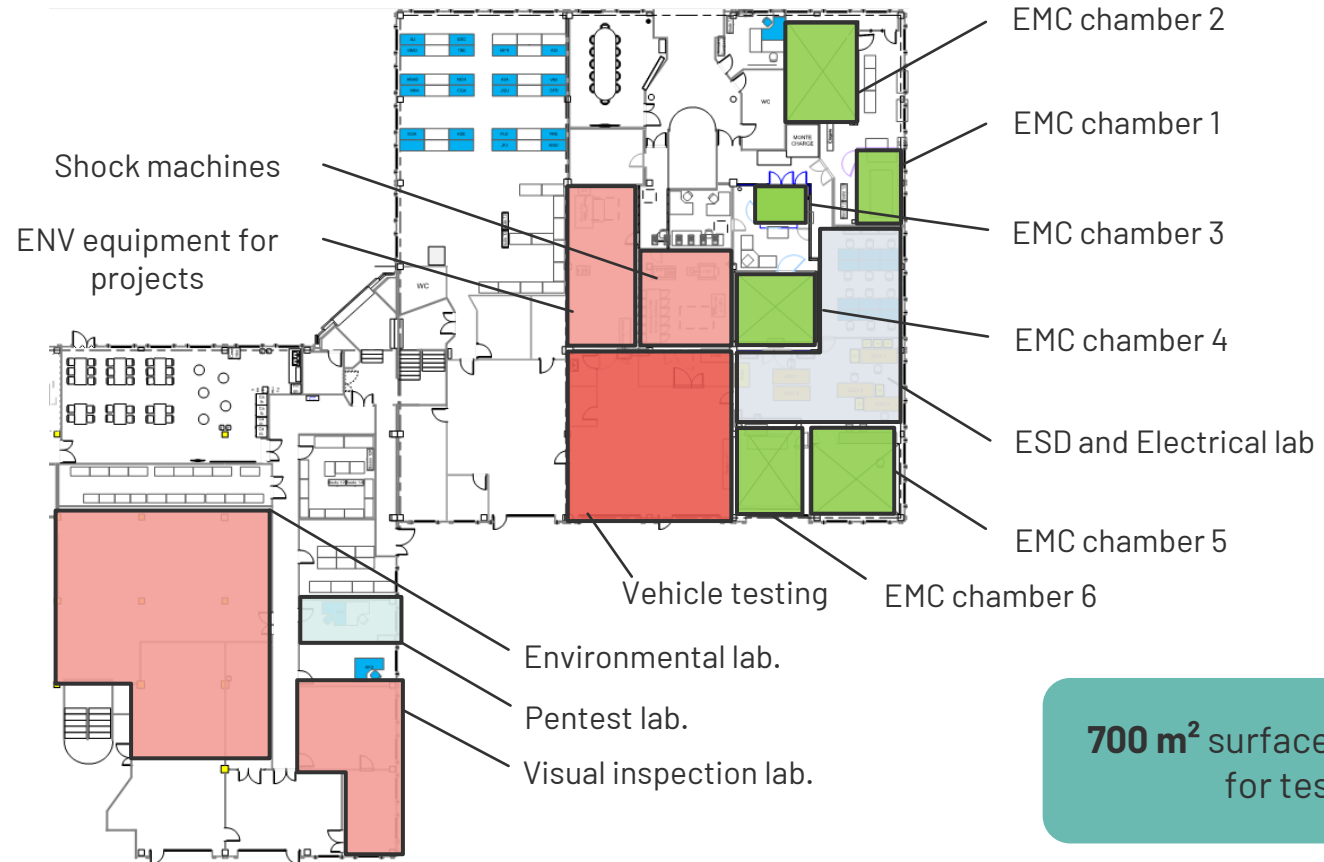 EMC chamber 2
WC
MONTE
CHARGE
EMC chamber 1
Shock machines
EMC chamber 3
ENV equipment for
projects
WC
EMC chamber 4
ESD and Electrical lab
EMC chamber 5
Vehicle testing
EMC chamber 6
Environmental lab.
Pentest lab.
Visual inspection lab.
700 m² surface
for tes